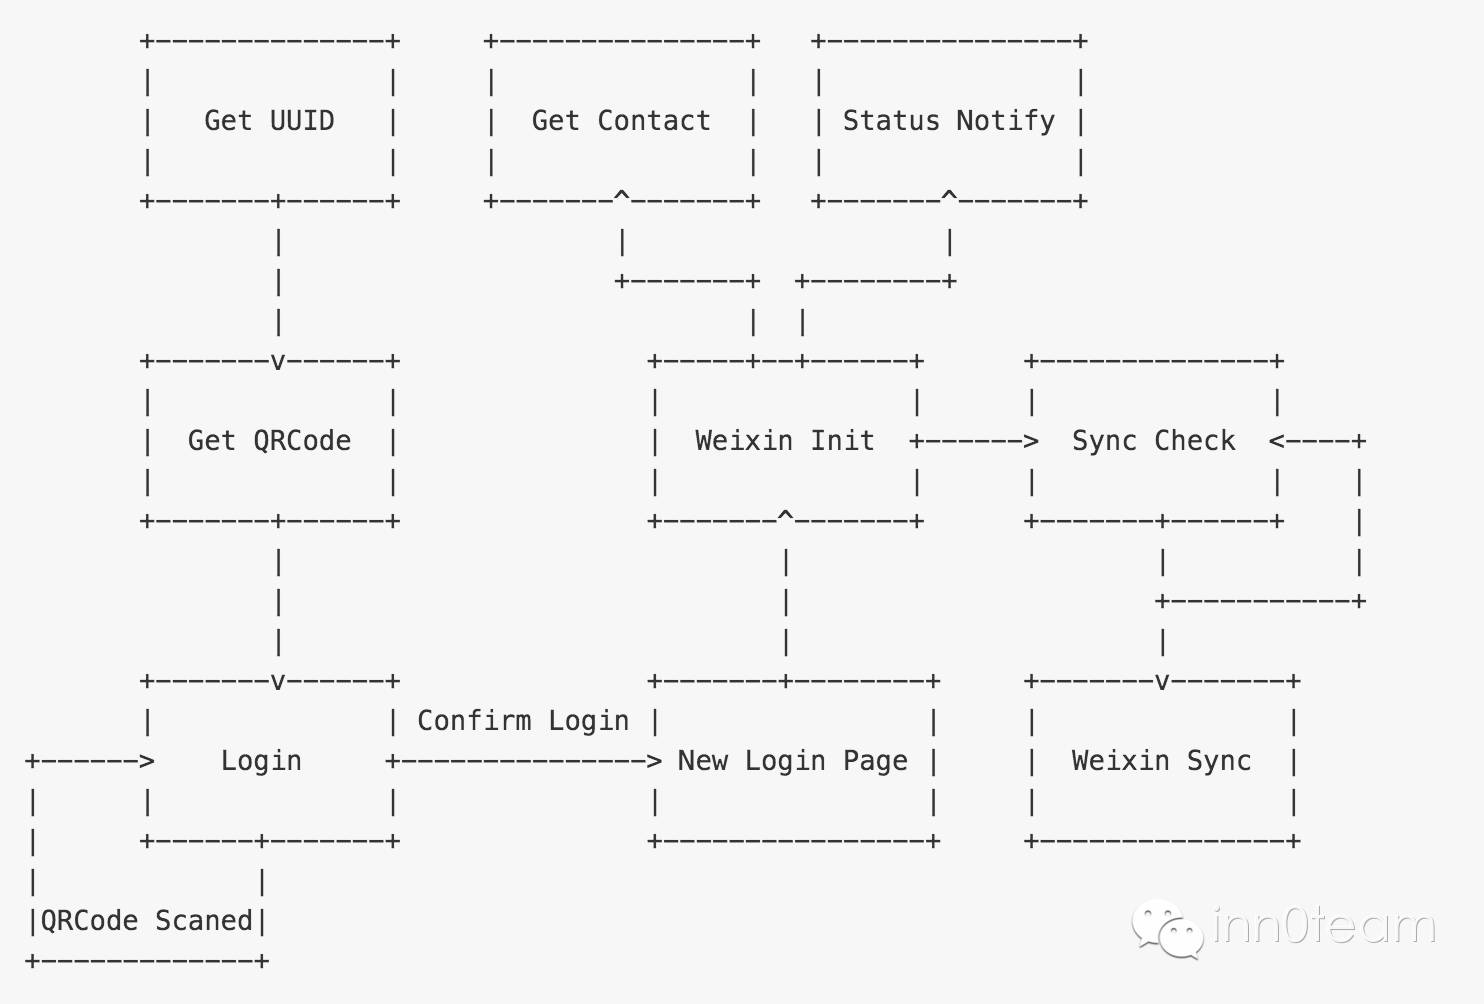 Get UUID
Get Contact
Status Notify
Get QRCode
Weixin Init
Sync Check
Confirm Login
Login
New Login Page
Weixin Sync
QRCode Scaned
inn0team